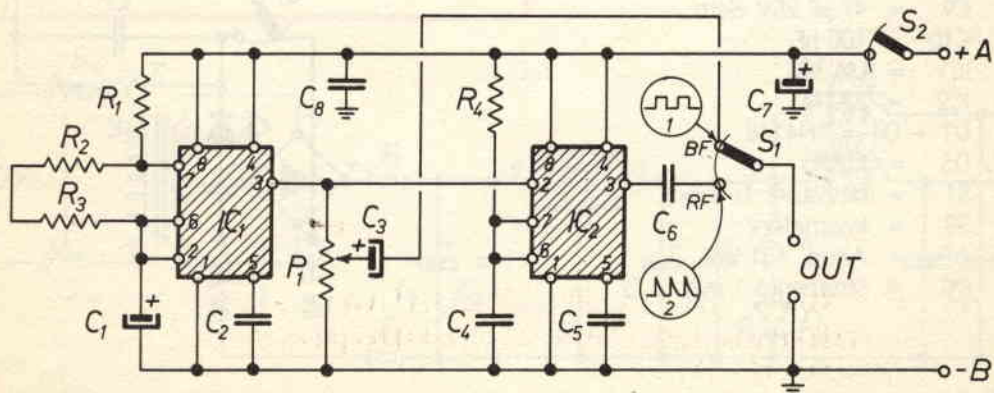 S2
+A
R1
C8
R4
C7
1
BF
S1
R2
8
4
8
4
7
3
2
3
R3
6
IC1
C3
+
7
IC2
C6
RF
2
P1
6
OUT
+
1
5
1
5
2
C1
C2
C4
C5
-B